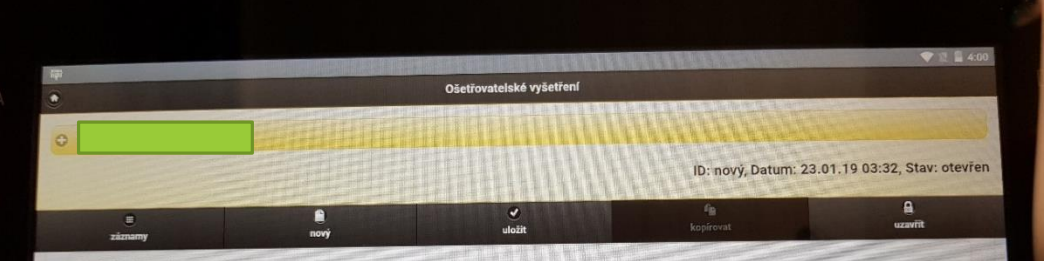 4:00
Ošetřovatelské vyšetření
ID: nový, Datum: 23.01.19 03:32, Stav: otevřen
záznamy
nový
uložit
kopírovat
uzavřít